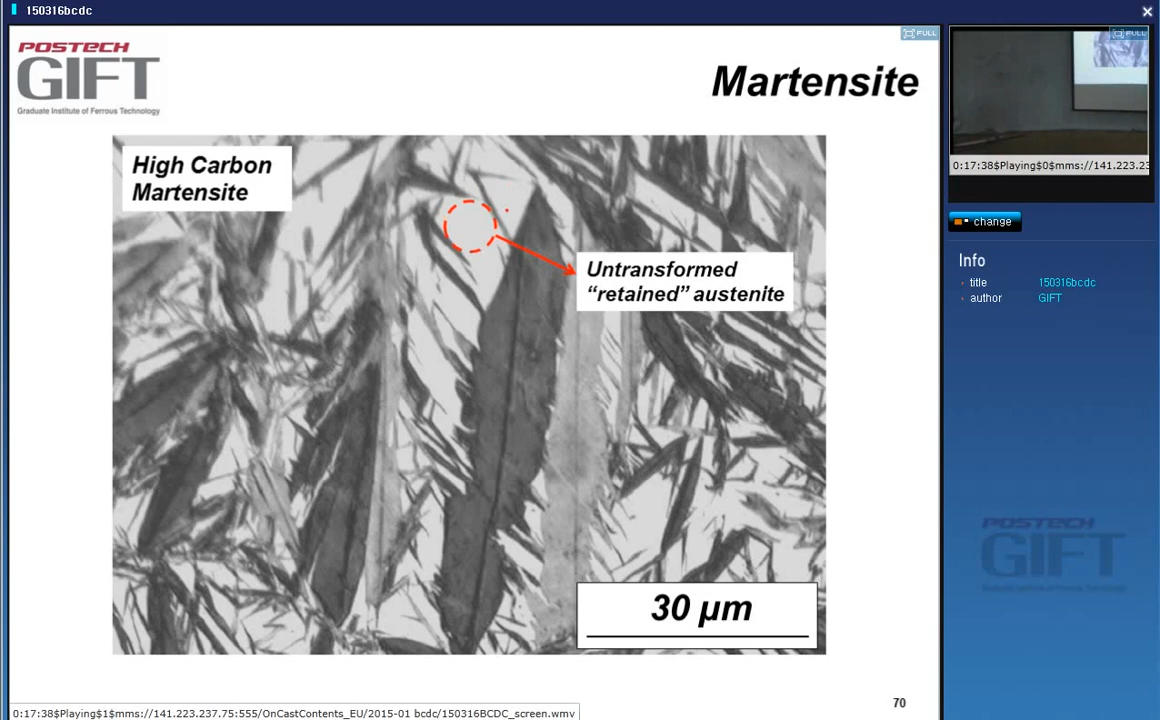 150316bcdc
POSTECH
GIFT
Graduate Institute of Ferrous Technology
FULL
Martensite
High Carbon
Martensite
Untransformed
“retained” austenite
30 μm
70
0:17:38$Playing$1$mms://141.223.237.75:555/OnCastContents_EU/2015-01 bcdc/150316BCDC_screen.wmv
FULL
0:17:38$Playing$0$mms://141.223.23
change
Info
title 150316bcdc
author GIFT
POSTECH
GIFT